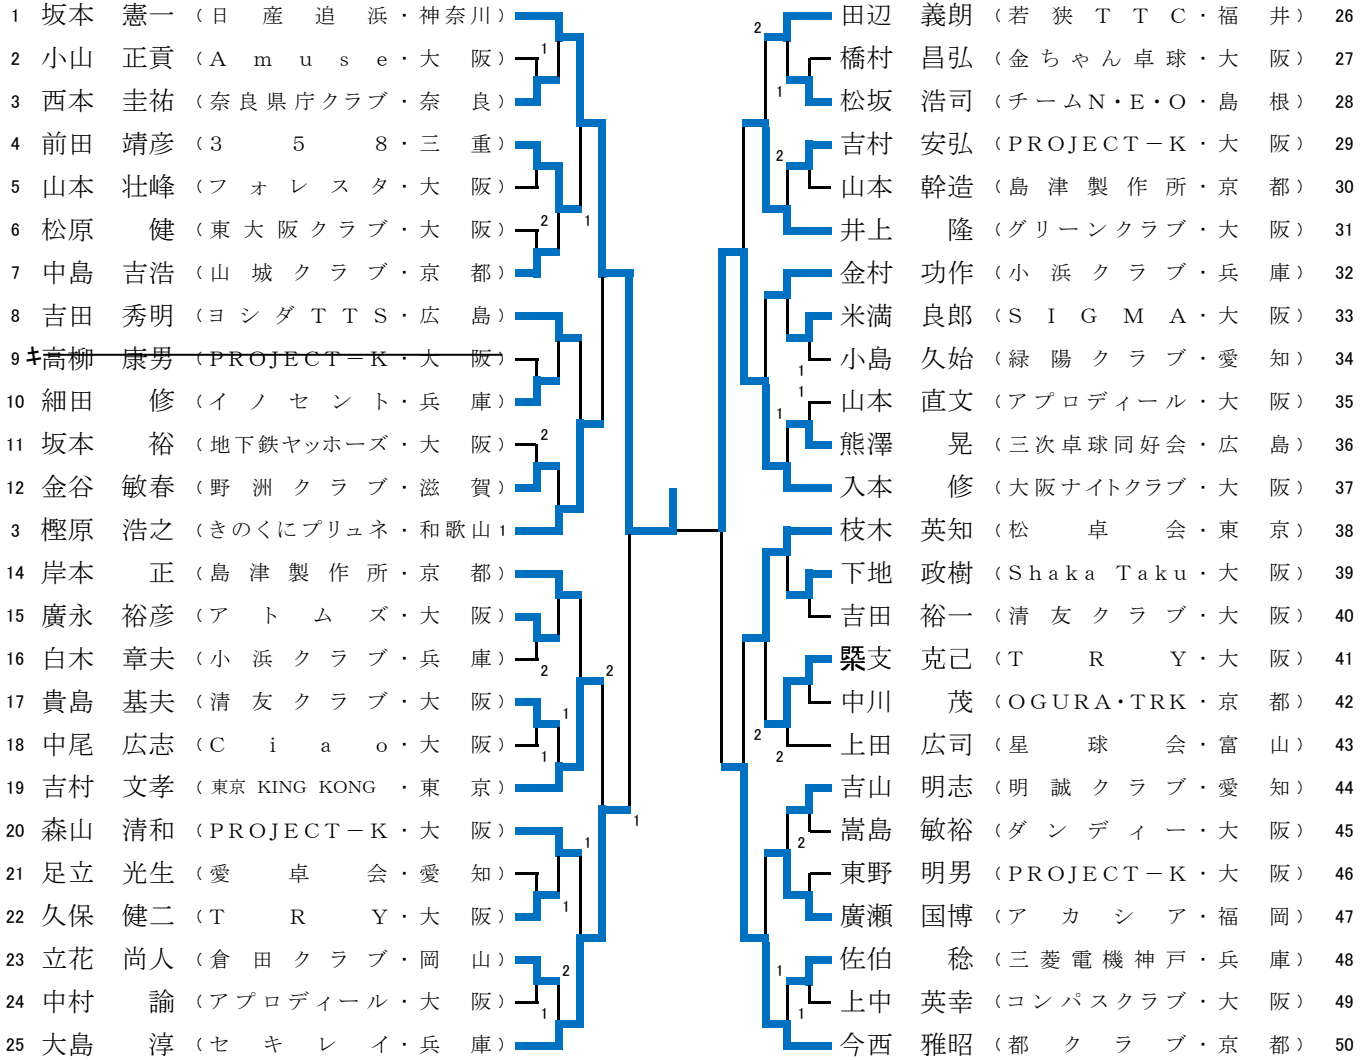 1 坂本 憲一 （日産追浜・神奈川）
2 小山 正貢 （Amuse・大阪）
3 西本 圭祐 （奈良県庁クラブ・奈良）
4 前田 靖彦 （358・三重）
5 山本 壮峰 （フォレスタ・大阪）
6 松原 健 （東大阪クラブ・大阪）
7 中島 吉浩 （山城クラブ・京都）
8 吉田 秀明 （ヨシダTTS・広島）
9 キ 高柳 康男 （PROJECT－K・大阪）
10 細田 修 （イノセント・兵庫）
11 坂本 裕 （地下鉄ヤッホーズ・大阪）
12 金谷 敏春 （野洲クラブ・滋賀）
3 樫原 浩之 （きのくにプリュネ・和歌山 1
14 岸本 正 （島津製作所・京都）
15 廣永 裕彦 （アトムズ・大阪）
16 白木 章夫 （小浜クラブ・兵庫）
17 貴島 基夫 （清友クラブ・大阪）
18 中尾 広志 （Ciao・大阪）
19 吉村 文孝 （東京 KING KONG ・東京）
20 森山 清和 （PROJECT－K・大阪）
21 足立 光生 （愛卓会・愛知）
22 久保 健二 （TRY・大阪）
23 立花 尚人 （倉田クラブ・岡山）
24 中村 諭 （アプロディール・大阪）
25 大島 淳 （セキレイ・兵庫）
1
2
1
2
2
2
1
1
1
1
1
2
1
田辺 義朗 （若狭TTC・福井） 26
橋村 昌弘 （金ちゃん卓球・大阪） 27
松坂 浩司 （チームN・E・O・島根） 28
吉村 安弘 （PROJECT－K・大阪） 29
山本 幹造 （島津製作所・京都） 30
井上 隆 （グリーンクラブ・大阪） 31
金村 功作 （小浜クラブ・兵庫） 32
米満 良郎 （SIGMA・大阪） 33
小島 久始 （緑陽クラブ・愛知） 34
山本 直文 （アプロディール・大阪） 35
熊澤 晃 （三次卓球同好会・広島） 36
入本 修 （大阪ナイトクラブ・大阪） 37
枝木 英知 （松卓会・東京） 38
下地 政樹 （Shaka Taku・大阪） 39
吉田 裕一 （清友クラブ・大阪） 40
支 克己 （TRY・大阪） 41
中川 茂 （OGURA・TRK・京都） 42
上田 広司 （星球会・富山） 43
吉山 明志 （明誠クラブ・愛知） 44
嵩島 敏裕 （ダンディー・大阪） 45
東野 明男 （PROJECT－K・大阪） 46
廣瀬 国博 （アカシア・福岡） 47
佐伯 稔 （三菱電機神戸・兵庫） 48
上中 英幸 （コンパスクラブ・大阪） 49
今西 雅昭 （都クラブ・京都） 50
2
1
2
1
1
1
2
2
2
1
1